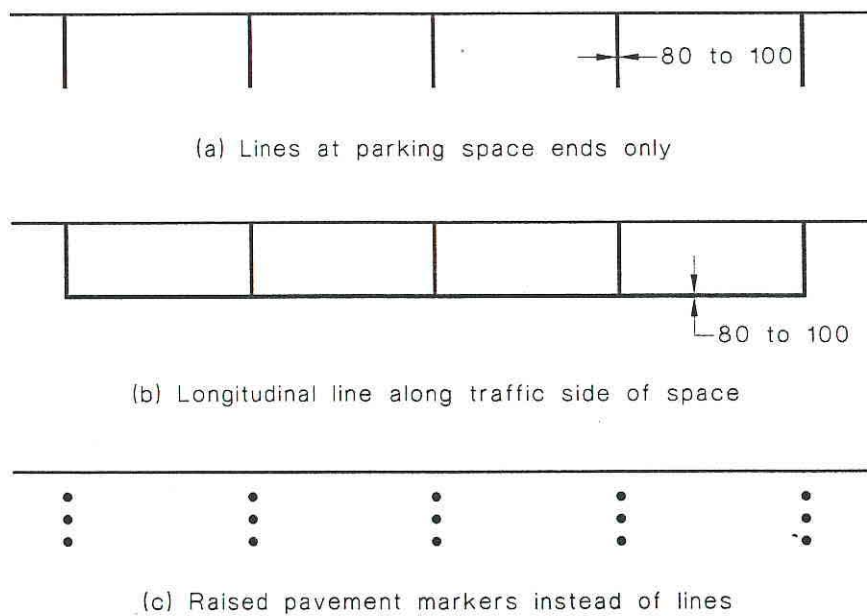 80 to 100
(a) Lines at parking space ends only
80 to 100
(b) Longitudinal line along traffic side of space
(c) Raised pavement markers instead of lines